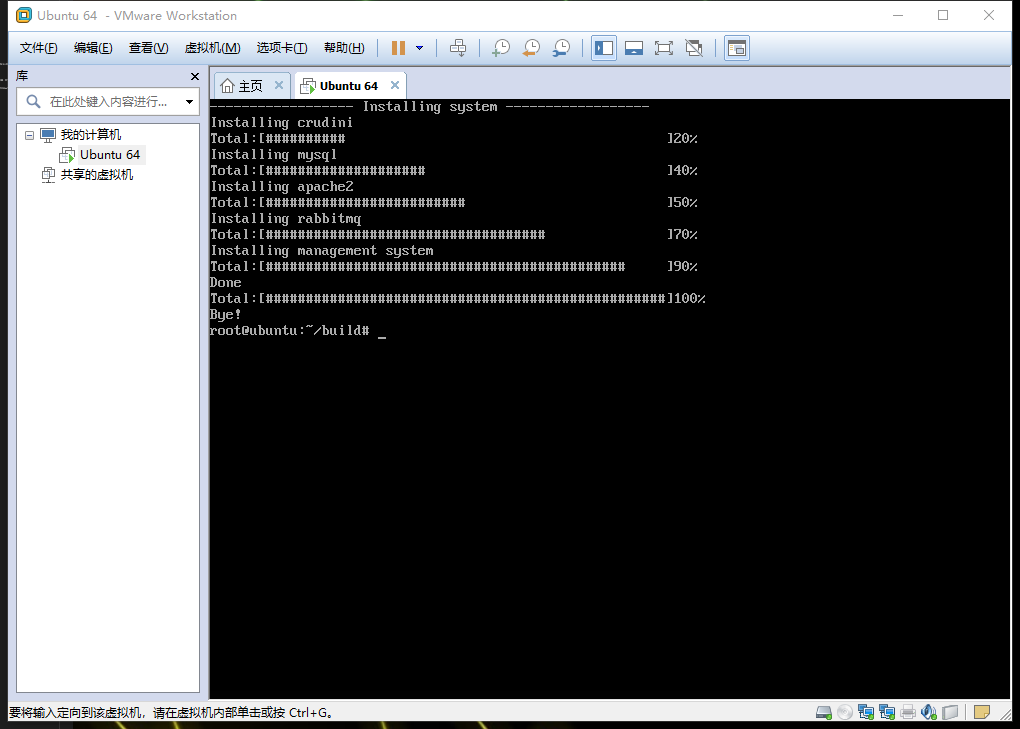 Ubuntu 64 - VMware Workstation
文件(F) 编辑(E) 查看(V) 虚拟机(M) 选项卡(T) 帮助(H)
库
在此处键入内容进行...
我的计算机
Ubuntu 64
共享的虚拟机
主页 Ubuntu 64
------------------ Installing system ------------------
Installing crudini
Total:[########## ]20%
Installing mysql
Total:[#################### ]40%
Installing apache2
Total:[######################### ]50%
Installing rabbitmq
Total:[################################### ]70%
Installing management system
Total:[############################################# ]90%
Done
Total:[##################################################]100%
Bye!
root@ubuntu:~/build# _
要将输入定向到该虚拟机，请在虚拟机内部单击或按 Ctrl+G。